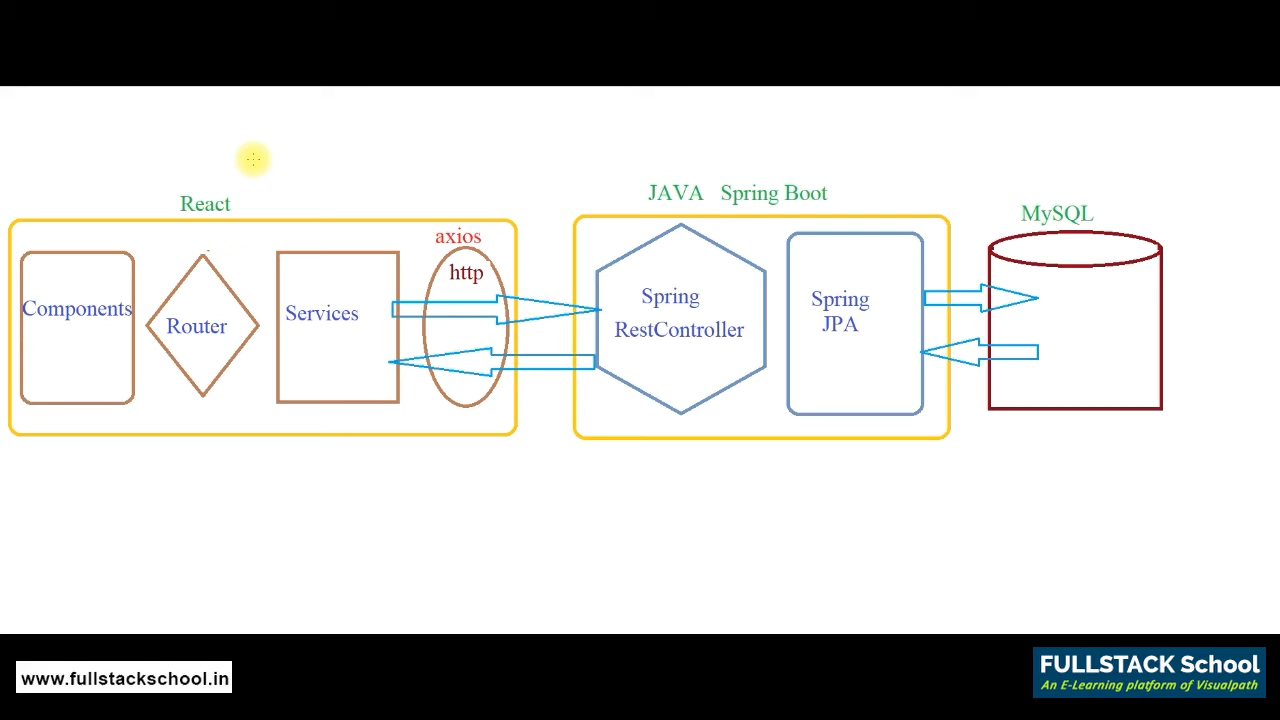 React
Components
Router
Services
axios
http
JAVA Spring Boot
Spring
RestController
Spring
JPA
MySQL
www.fullstackschool.in
FULLSTACK School
An E-Learning platform of Visualpath